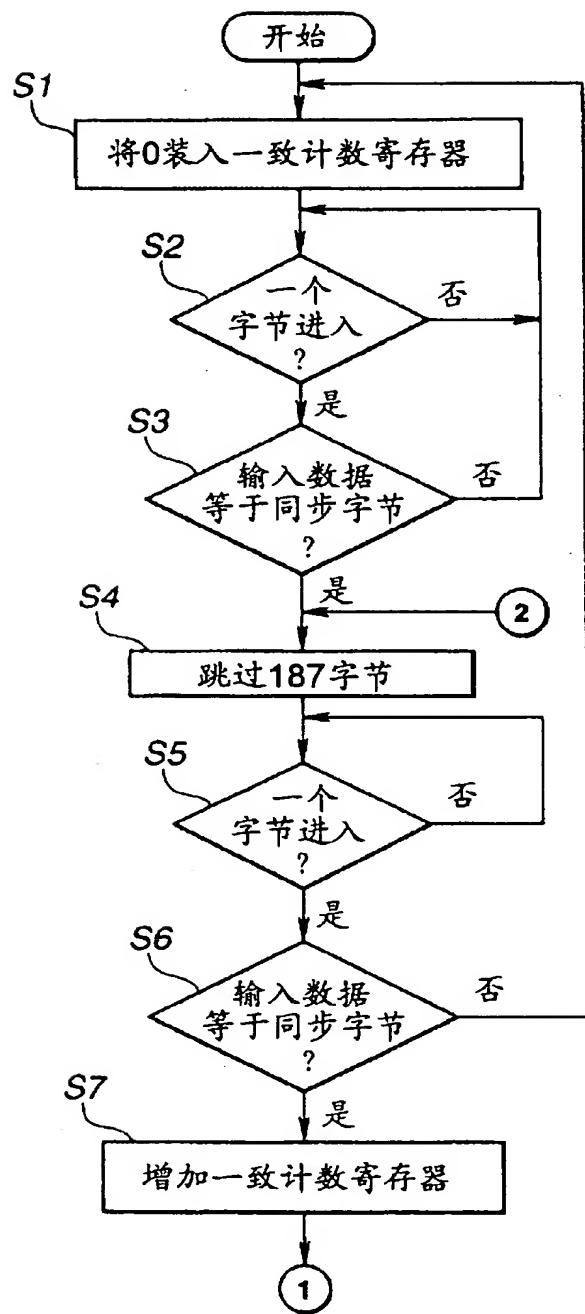 开始
S1
将0装入一致计数寄存器
S2
一个
字节进入
?
否
是
S3
输入数据
等于同步字节
?
否
是
2
S4
跳过187字节
S5
一个
字节进入
?
否
是
S6
输入数据
等于同步字节
?
否
是
S7
增加一致计数寄存器
1